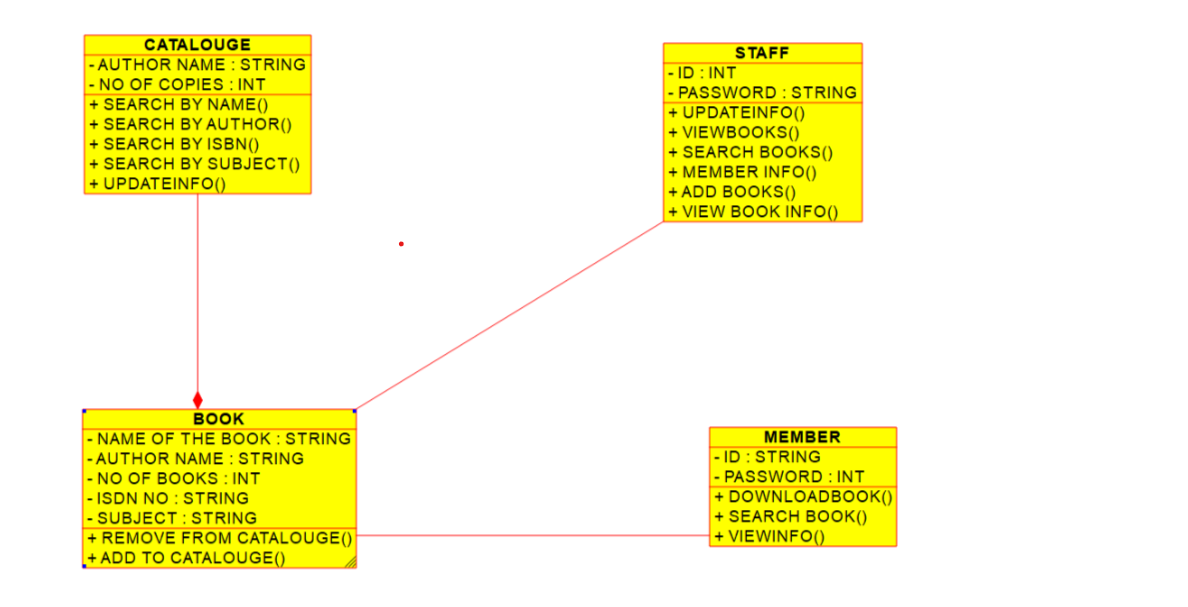 CATALOUGE
- AUTHOR NAME : STRING
- NO OF COPIES : INT
+ SEARCH BY NAME()
+ SEARCH BY AUTHOR()
+ SEARCH BY ISBN()
+ SEARCH BY SUBJECT()
+ UPDATEINFO()
STAFF
- ID : INT
- PASSWORD : STRING
+ UPDATEINFO()
+ VIEWBOOKS()
+ SEARCH BOOKS()
+ MEMBER INFO()
+ ADD BOOKS()
+ VIEW BOOK INFO()
BOOK
- NAME OF THE BOOK : STRING
- AUTHOR NAME : STRING
- NO OF BOOKS : INT
- ISDN NO : STRING
- SUBJECT : STRING
+ REMOVE FROM CATALOUGE()
+ ADD TO CATALOUGE()
MEMBER
- ID : STRING
- PASSWORD : INT
+ DOWNLOADBOOK()
+ SEARCH BOOK()
+ VIEWINFO()